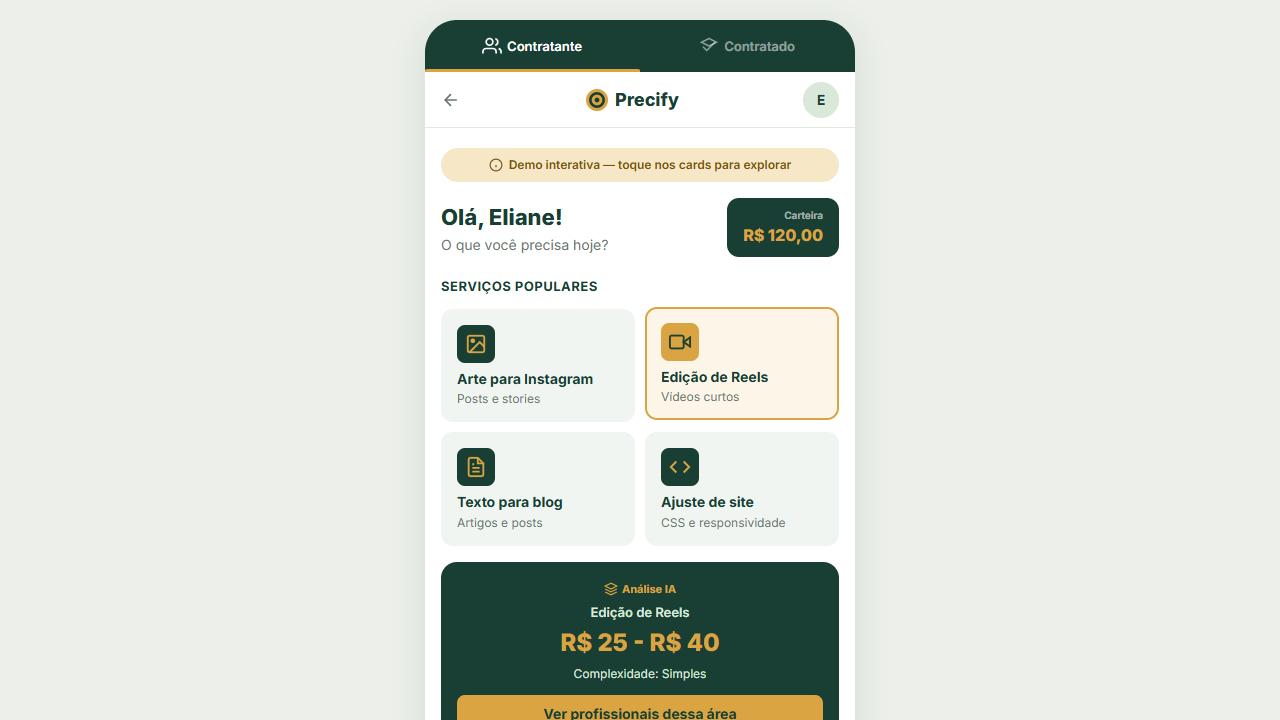 Contratante
Contratado
Precify
E
Demo interativa — toque nos cards para explorar
Olá, Eliane!
O que você precisa hoje?
Carteira
R$ 120,00
SERVIÇOS POPULARES
Arte para Instagram
Posts e stories
Edição de Reels
Vídeos curtos
Texto para blog
Artigos e posts
Ajuste de site
CSS e responsividade
Análise IA
Edição de Reels
R$ 25 - R$ 40
Complexidade: Simples
Ver profissionais dessa área